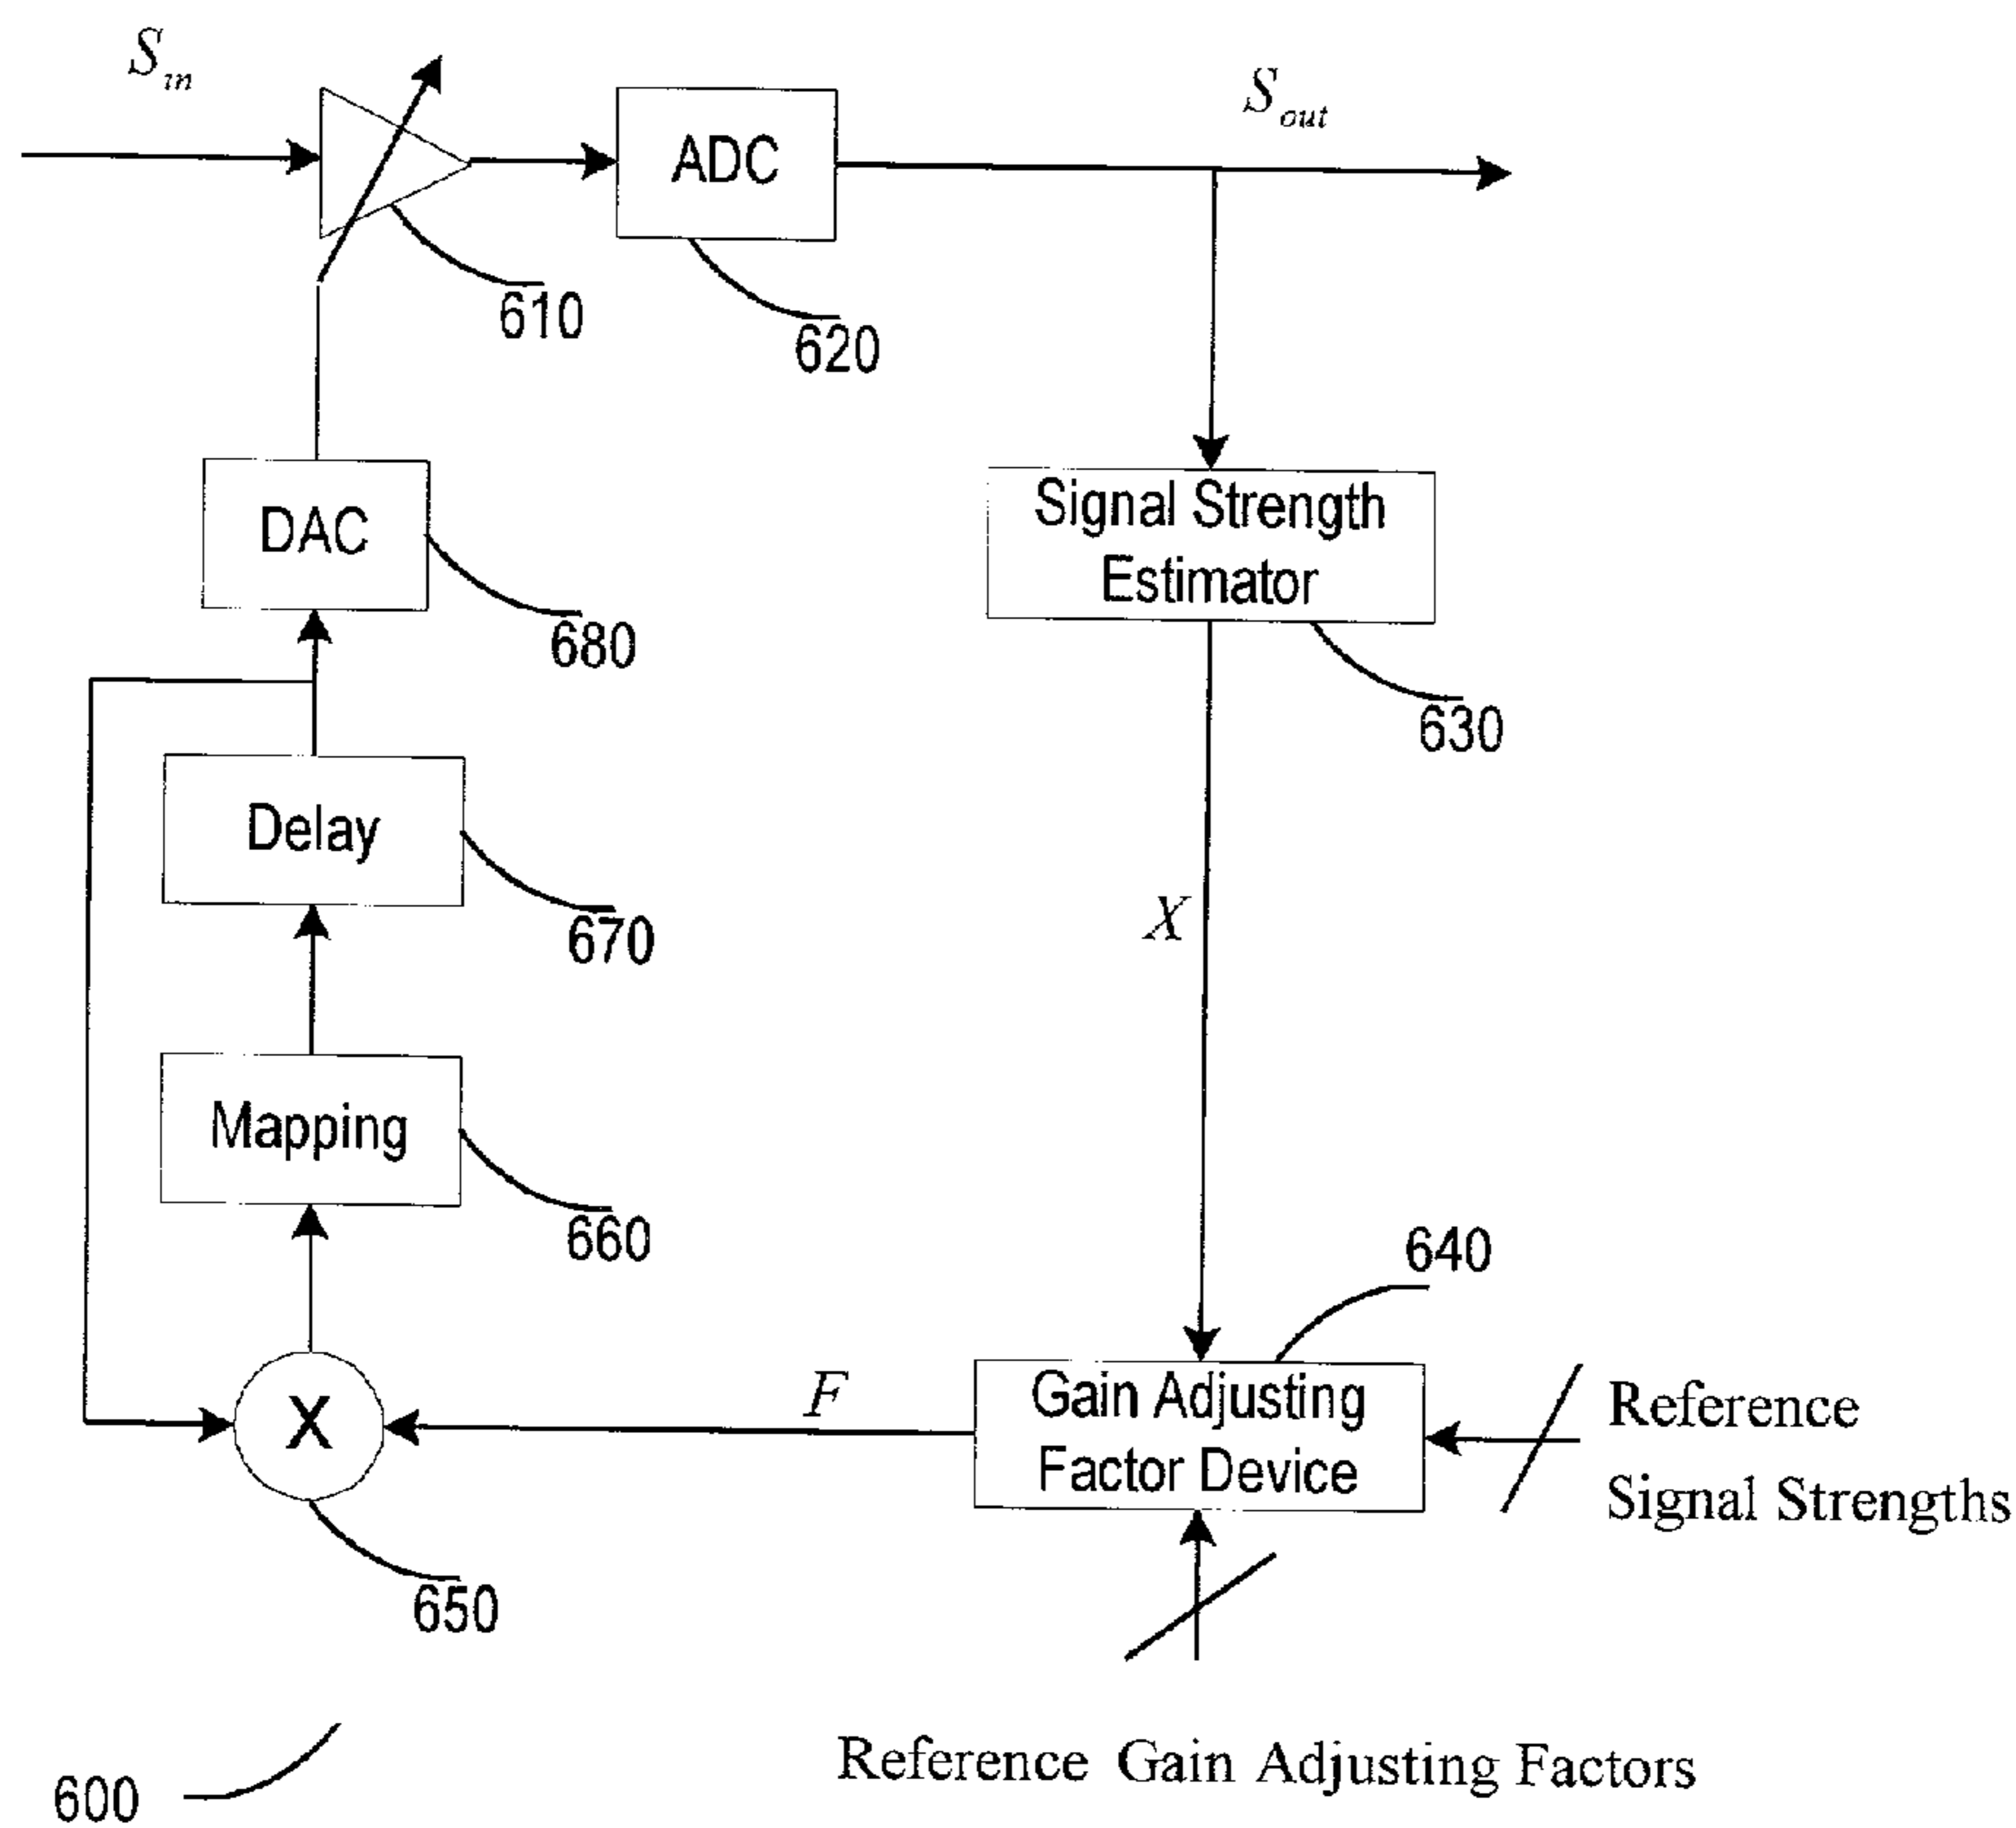 S_in
S_out
ADC
610
620
DAC
680
Signal Strength
Estimator
630
Delay
670
X
Mapping
660
640
X
650
F
Gain Adjusting
Factor Device
Reference
Signal Strengths
Reference Gain Adjusting Factors
600